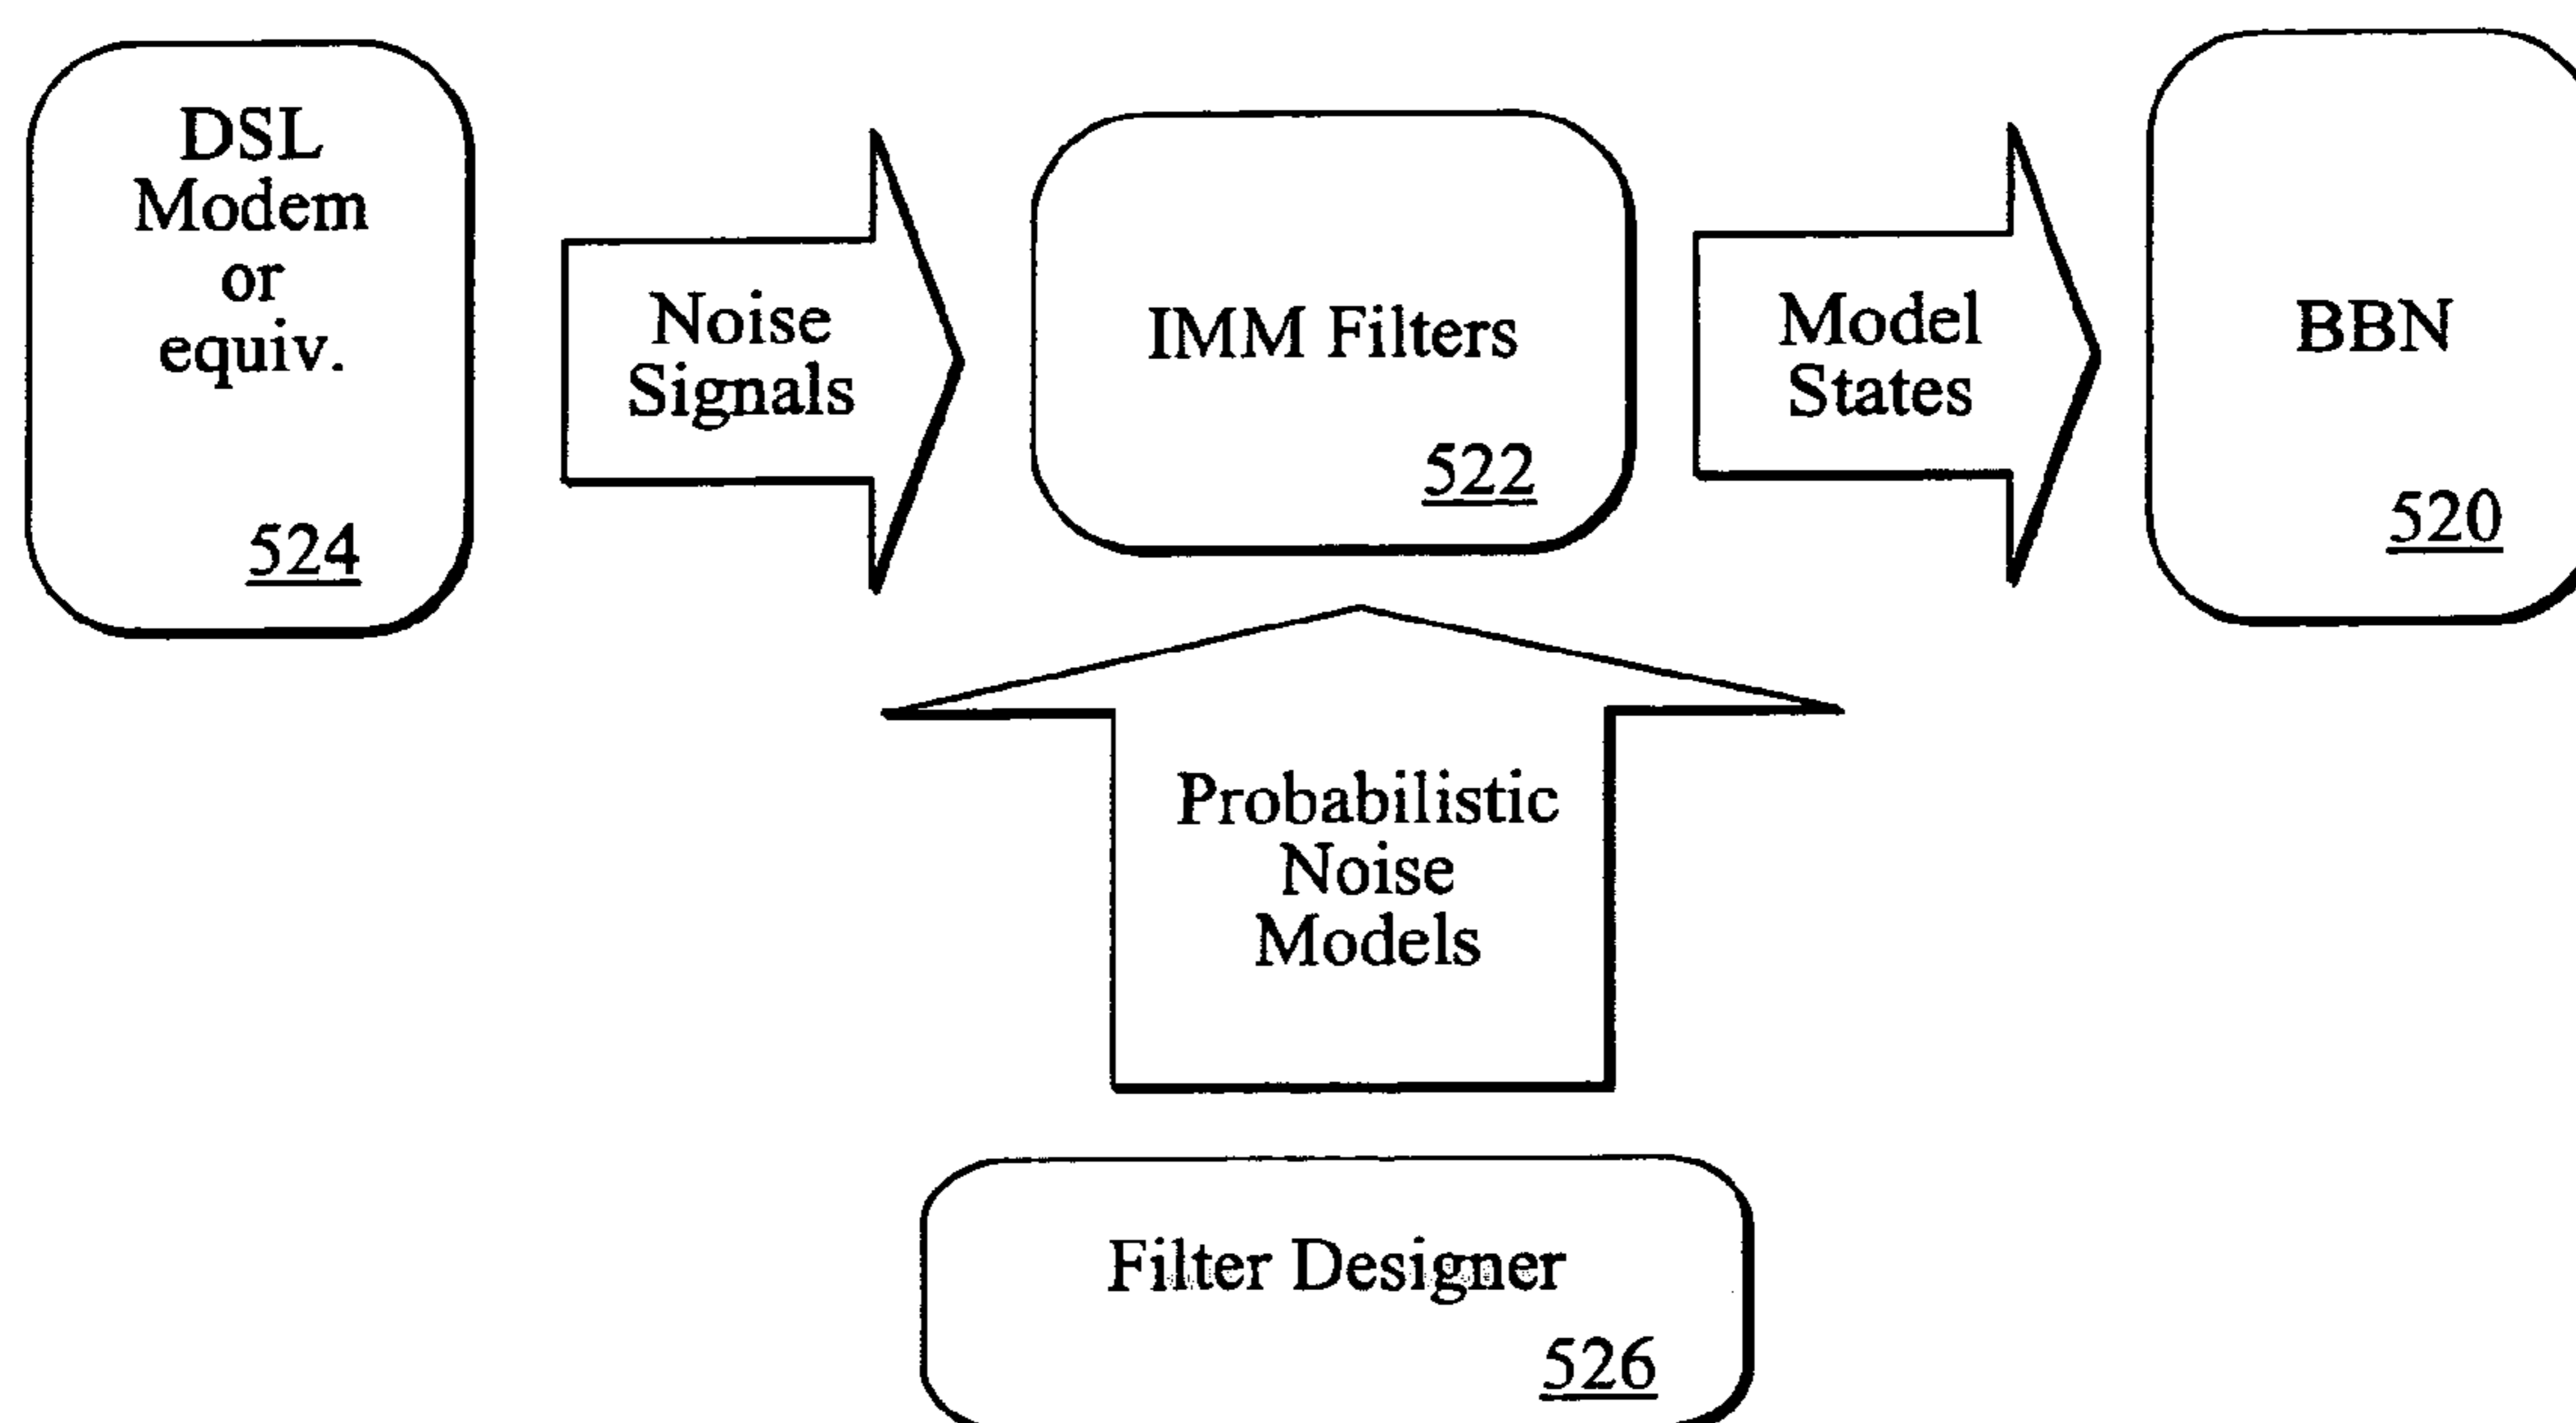 DSL
Modem
or
equiv.
524
Noise
Signals
IMM Filters
522
Model
States
BBN
520
Probabilistic
Noise
Models
Filter Designer
526